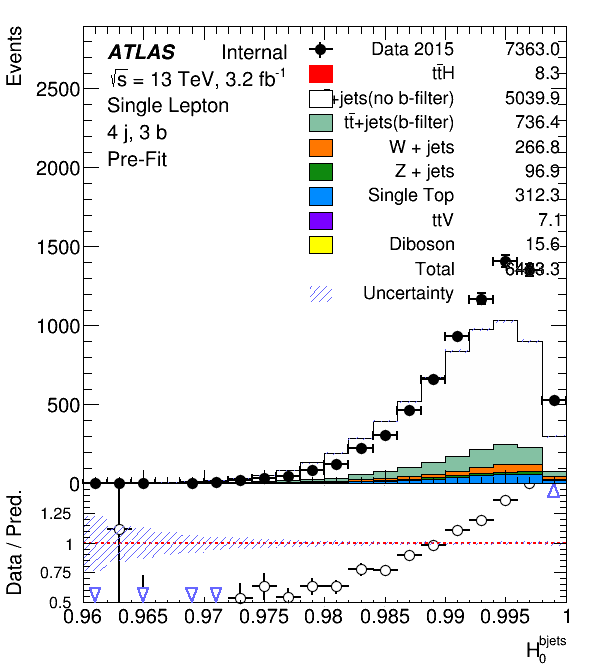 ATLAS Internal
√s = 13 TeV, 3.2 fb⁻¹
Single Lepton
4 j, 3 b
Pre-Fit
Data 2015 7363.0
tt̄H 8.3
+jets(no b-filter) 5039.9
tt̄+jets(b-filter) 736.4
W + jets 266.8
Z + jets 96.9
Single Top 312.3
ttV 7.1
Diboson 15.6
Total
Uncertainty
Events
2500
2000
1500
1000
500
0
Data / Pred.
1.25
1
0.75
0.5
0.96 0.965 0.97 0.975 0.98 0.985 0.99 0.995 1
H₀^bjets